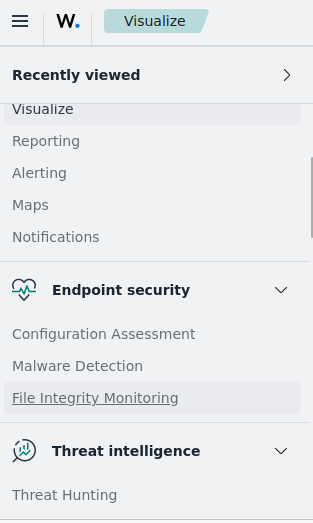 W.
Visualize
Recently viewed
Visualize
Reporting
Alerting
Maps
Notifications
Endpoint security
Configuration Assessment
Malware Detection
File Integrity Monitoring
Threat intelligence
Threat Hunting